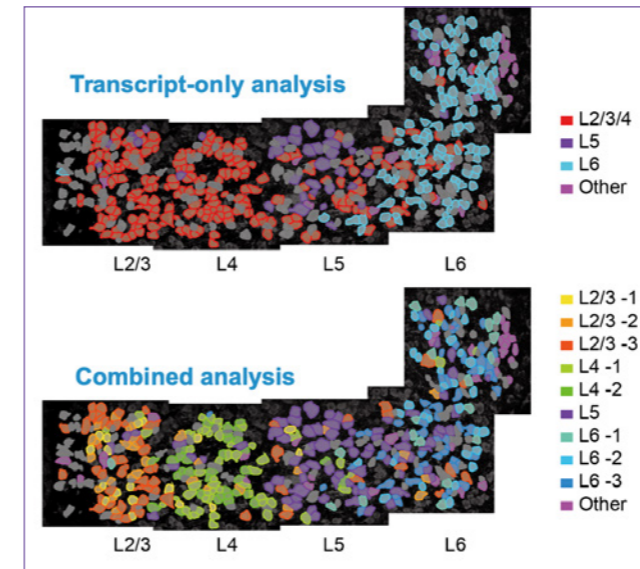 Transcript-only analysis
L2/3/4
L5
L6
Other
L2/3 L4 L5 L6
Combined analysis
L2/3 -1
L2/3 -2
L2/3 -3
L4 -1
L4 -2
L5
L6 -1
L6 -2
L6 -3
Other
L2/3 L4 L5 L6